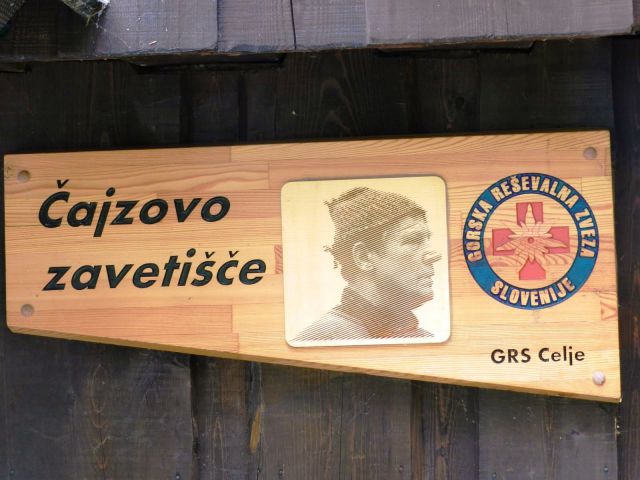 Čajzovo
zavetišče
GORSKA REŠEVALNA ZVEZA
SLOVENIJE
GRS Celje